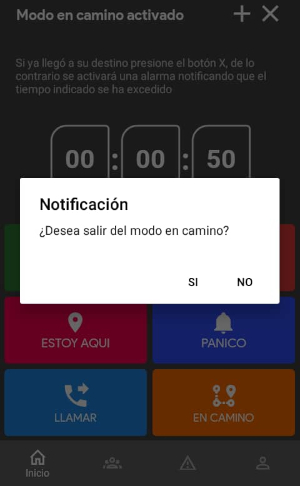 Modo en camino activado
Si ya llegó a su destino presione el botón X, de lo
contrario se activará una alarma notificando que el
tiempo indicado se ha excedido
00 : 00 : 50
Notificación
¿Desea salir del modo en camino?
SI NO
ESTOY AQUI PANICO
LLAMAR EN CAMINO
Inicio